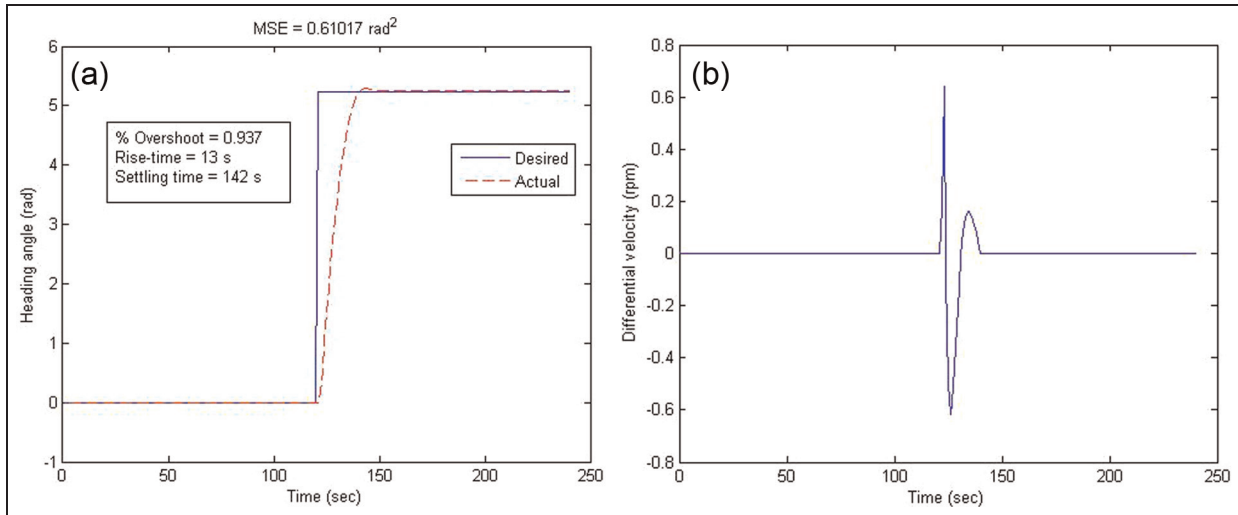 MSE = 0.61017 rad²
(a)
6
5
4
3
2
1
0
-1
0
50
100
150
200
250
Heading angle (rad)
Time (sec)
% Overshoot = 0.937
Rise-time = 13 s
Settling time = 142 s
Desired
Actual
(b)
0.8
0.6
0.4
0.2
0
-0.2
-0.4
-0.6
-0.8
0
50
100
150
200
250
Differential velocity (rpm)
Time (sec)